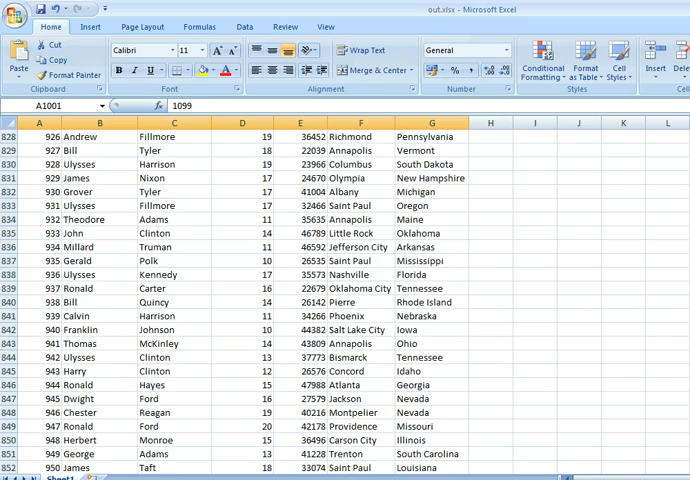 out.xlsx - Microsoft Excel
Home Insert Page Layout Formulas Data Review View
Paste Cut Copy Format Painter Clipboard
Calibri 11 B I U A Font
Wrap Text Merge & Center Alignment
General $ % , Number
Conditional Formatting Format as Table Cell Styles Styles
Insert
A1001 fx 1099
A B C D E F G H I J K L
828 926 Andrew Fillmore 19 36452 Richmond Pennsylvania
829 927 Bill Tyler 18 22039 Annapolis Vermont
830 928 Ulysses Harrison 19 23966 Columbus South Dakota
831 929 James Nixon 17 24670 Olympia New Hampshire
832 930 Grover Tyler 17 41004 Albany Michigan
833 931 Ulysses Fillmore 17 32466 Saint Paul Oregon
834 932 Theodore Adams 11 35635 Annapolis Maine
835 933 John Clinton 14 46789 Little Rock Oklahoma
836 934 Millard Truman 11 46592 Jefferson City Arkansas
835 935 Gerald Polk 10 26535 Saint Paul Mississippi
836 936 Ulysses Kennedy 17 35573 Nashville Florida
839 937 Ronald Carter 16 22679 Oklahoma City Tennessee
840 938 Bill Quincy 14 26142 Pierre Rhode Island
841 939 Calvin Harrison 11 34266 Phoenix Nebraska
842 940 Franklin Johnson 10 44382 Salt Lake City Iowa
843 941 Thomas McKinley 14 43809 Annapolis Ohio
844 942 Ulysses Clinton 13 37773 Bismarck Tennessee
845 943 Harry Clinton 12 26576 Concord Idaho
846 944 Ronald Hayes 15 47988 Atlanta Georgia
847 945 Dwight Ford 16 27579 Jackson Nevada
848 946 Chester Reagan 19 40216 Montpelier Nevada
849 947 Ronald Ford 20 42178 Providence Missouri
850 948 Herbert Monroe 15 36496 Carson City Illinois
851 949 George Adams 13 41228 Trenton South Carolina
852 950 James Taft 18 33074 Saint Paul Louisiana
Sheet1